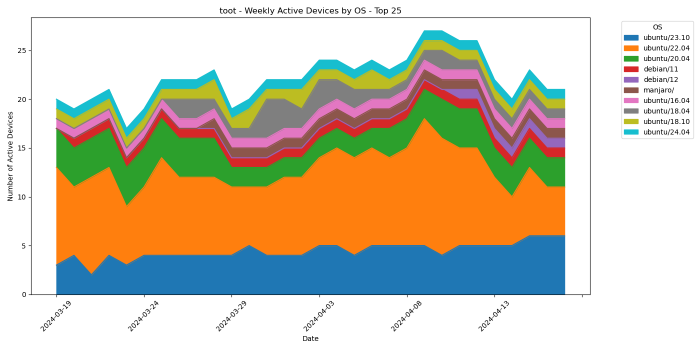 toot - Weekly Active Devices by OS - Top 25
Number of Active Devices
25
20
15
10
5
0
2024-03-19
2024-03-24
2024-03-29
2024-04-03
2024-04-08
2024-04-13
Date
OS
ubuntu/23.10
ubuntu/22.04
ubuntu/20.04
debian/11
debian/12
manjaro/
ubuntu/16.04
ubuntu/18.04
ubuntu/18.10
ubuntu/24.04